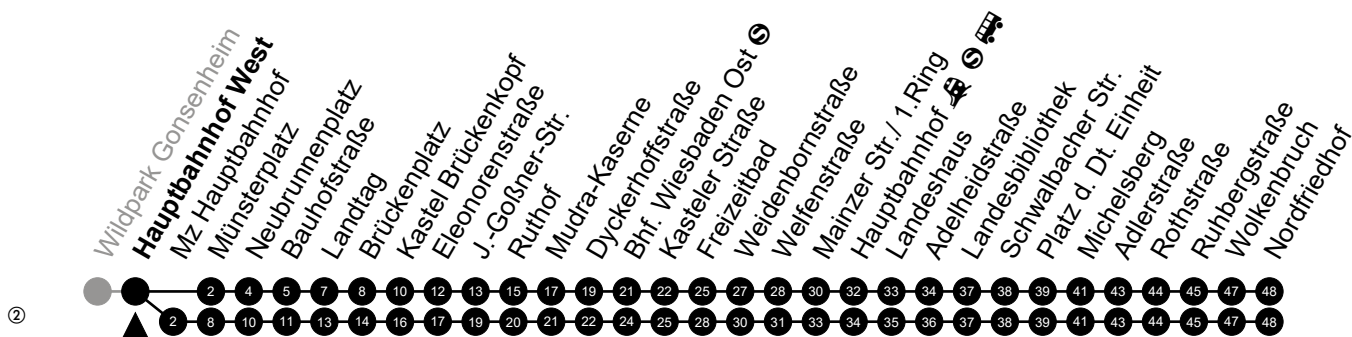 Wildpark Gonsenheim
Hauptbahnhof West
Mz Hauptbahnhof
Münsterplatz
Neubrunnenplatz
Bauhofstraße
Landtag
Brückenplatz
Kastel Brückenkopf
Eleonorenstraße
J.-Goßner-Str.
Ruthof
Mudra-Kaserne
Dyckerhoffstraße
Bhf. Wiesbaden Ost S
Kasteler Straße
Freizeitbad
Weidenbornstraße
Welfenstraße
Mainzer Str./ 1.Ring
Hauptbahnhof S
Landeshaus
Adelheidstraße
Landesbibliothek
Schwalbacher Str.
Platz d. Dt. Einheit
Michelsberg
Adlerstraße
Rothstraße
Ruhbergstraße
Wolkenbruch
Nordfriedhof
2 4 5 7 8 10 12 13 15 17 19 21 22 25 27 28 30 32 33 34 37 38 39 41 43 44 45 47 48
② 2 8 10 11 13 14 16 17 19 20 21 22 24 25 28 30 31 33 34 35 36 37 38 39 41 43 44 45 47 48